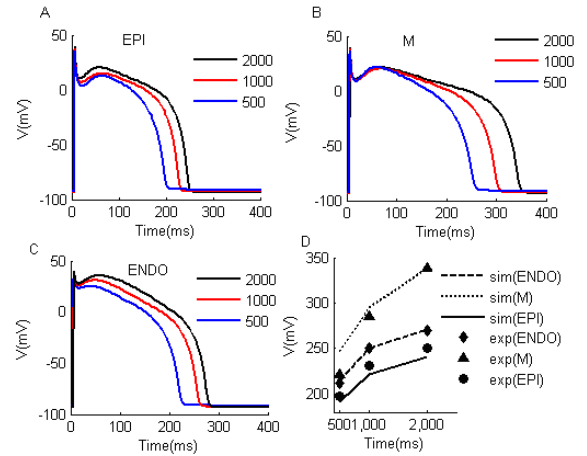 A
EPI
50
0
-50
-100
V(mV)
2000
1000
500
0 100 200 300 400
Time(ms)
B
M
50
0
-50
-100
V(mV)
2000
1000
500
0 100 200 300 400
Time(ms)
C
ENDO
50
0
-50
-100
V(mV)
2000
1000
500
0 100 200 300 400
Time(ms)
D
350
300
250
200
V(mV)
5001,000 2,000
Time(ms)
sim(ENDO)
sim(M)
sim(EPI)
exp(ENDO)
exp(M)
exp(EPI)